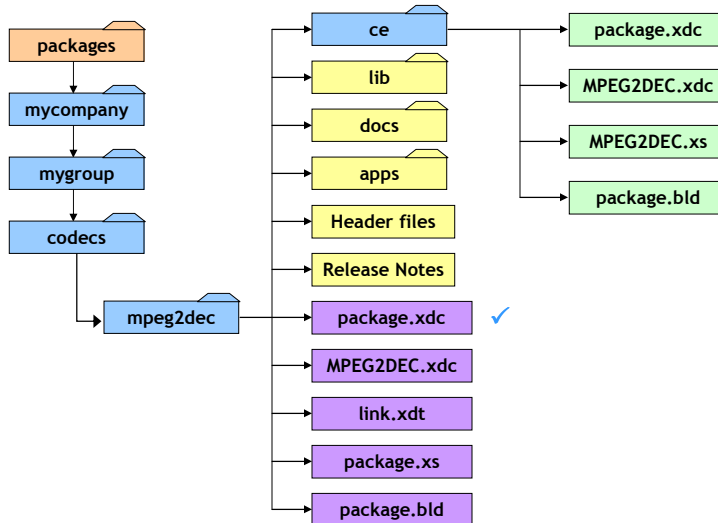 packages
mycompany
mygroup
codecs
mpeg2dec
ce
lib
docs
apps
Header files
Release Notes
package.xdc
MPEG2DEC.xdc
link.xdt
package.xs
package.bld
package.xdc
MPEG2DEC.xdc
MPEG2DEC.xs
package.bld